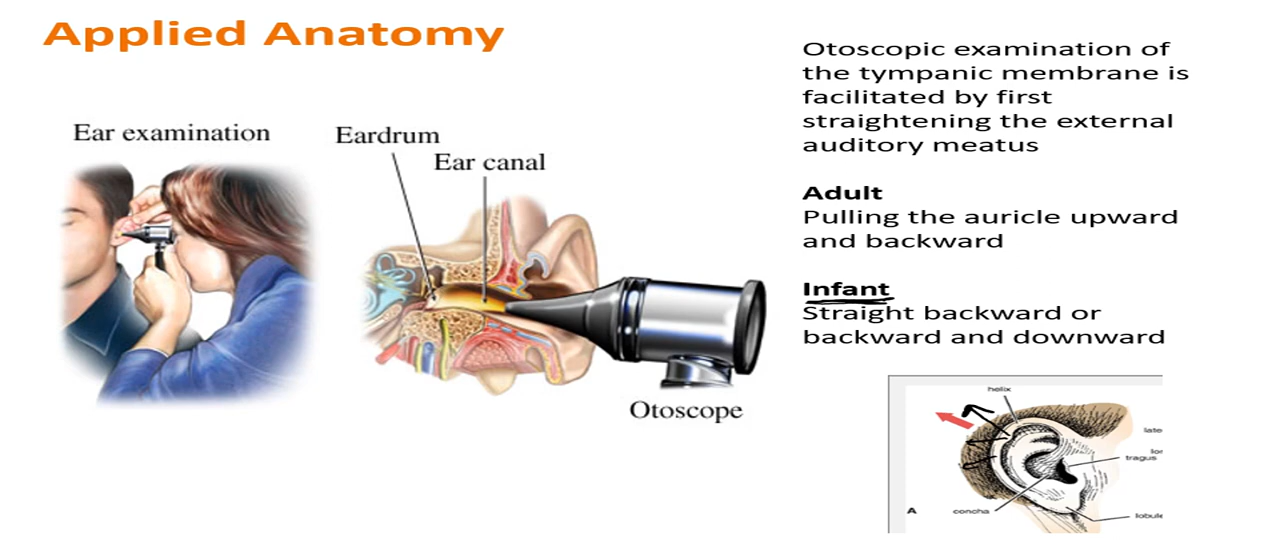 Applied Anatomy
Ear examination
Eardrum
Ear canal
Otoscope
Otoscopic examination of
the tympanic membrane is
facilitated by first
straightening the external
auditory meatus
Adult
Pulling the auricle upward
and backward
Infant
Straight backward or
backward and downward
helix
late
lor
tragus
A
concha
lobule